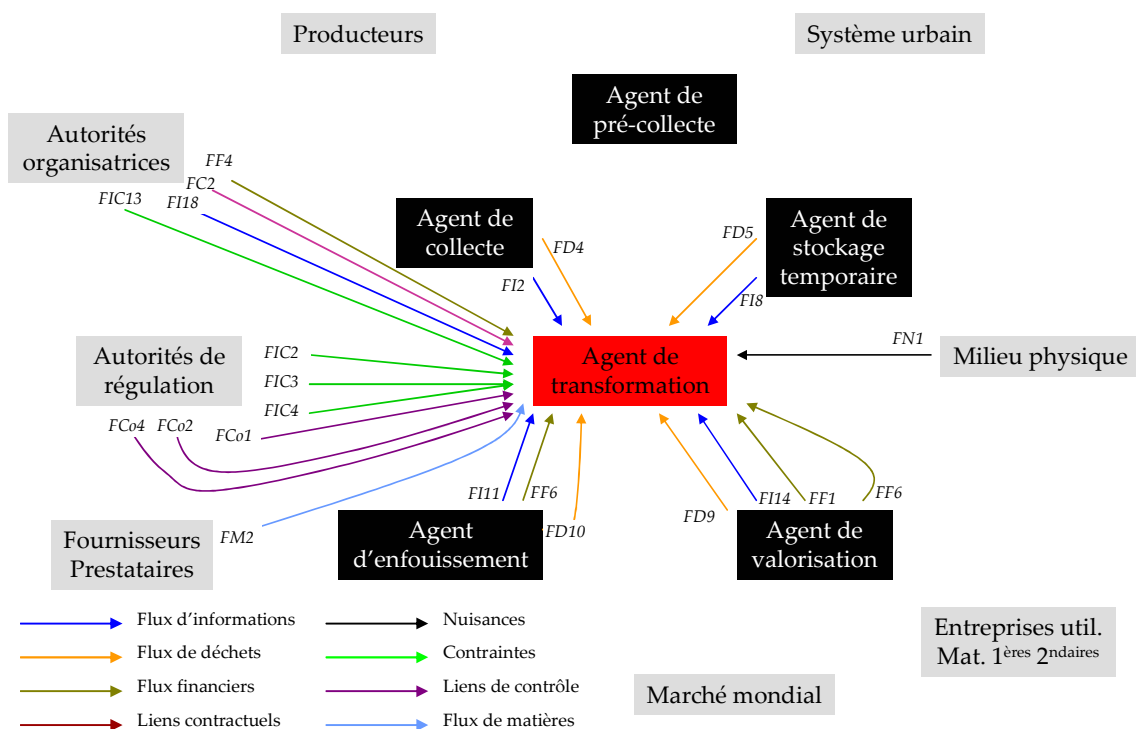 Producteurs
Système urbain
Agent de
pré-collecte
Autorités
organisatrices
FF4
FC2
FIC13
FI18
Agent de
collecte
FD4
FI2
Agent de
stockage
temporaire
FD5
FI8
Autorités de
régulation
FIC2
FIC3
FIC4
FCo4
FCo2
FCo1
Agent de
transformation
FN1
Milieu physique
FI11
FF6
FD10
FD9
FI14
FF1
FF6
FM2
Fournisseurs
Prestataires
Agent
d'enfouissement
Agent de
valorisation
Flux d'informations
Flux de déchets
Flux financiers
Liens contractuels
Nuisances
Contraintes
Liens de contrôle
Flux de matières
Marché mondial
Entreprises util.
Mat. 1ères 2ndaires